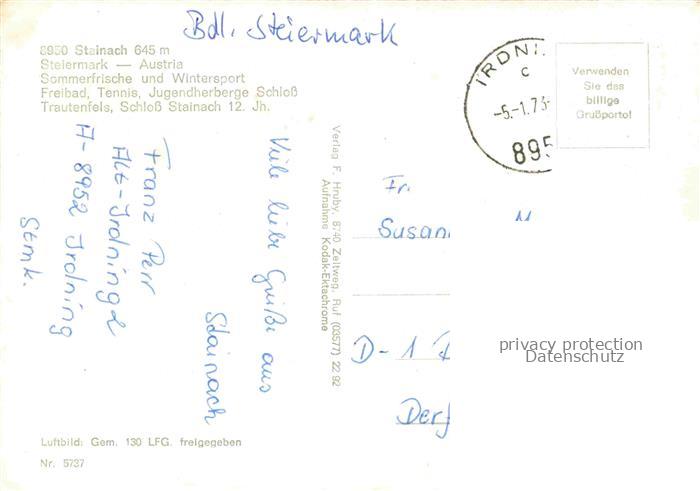 Bdl. Steiermark
8950 Stainach 645 m
Steiermark — Austria
Sommerfrische und Wintersport
Freibad, Tennis, Jugendherberge Schloß
Trautenfels, Schloß Stainach 12. Jh.
IRDNI
c
-5.-1.73-
895
Verwenden
Sie das
billige
Grußporto!
Viele liebe Grüße aus
Stainach
Franz Perr
Alt-Irdning 2
A-8952 Irdning
Stmk.
Verlag F. Hruby, 8740 Zeltweg, Ruf (03577) 22 92
Aufnahme Kodak-Ektachrome
Fr.
Susan
D-1
privacy protection
Datenschutz
Luftbild: Gem. 130 LFG. freigegeben
Nr. 5737